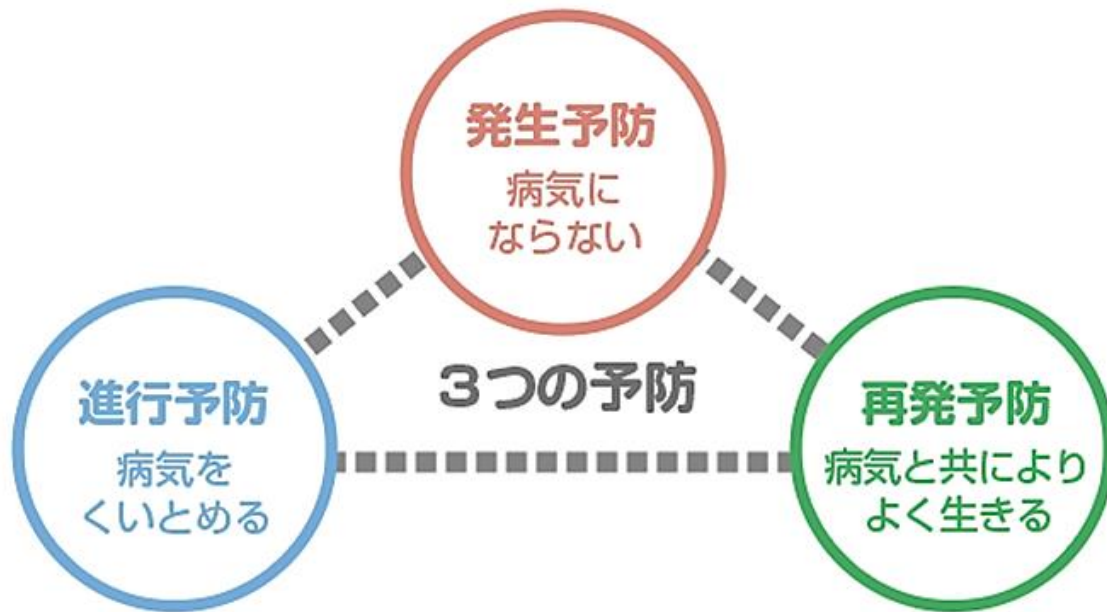 発生予防
病気に
ならない
3つの予防
進行予防
病気を
くいとめる
再発予防
病気と共により
よく生きる